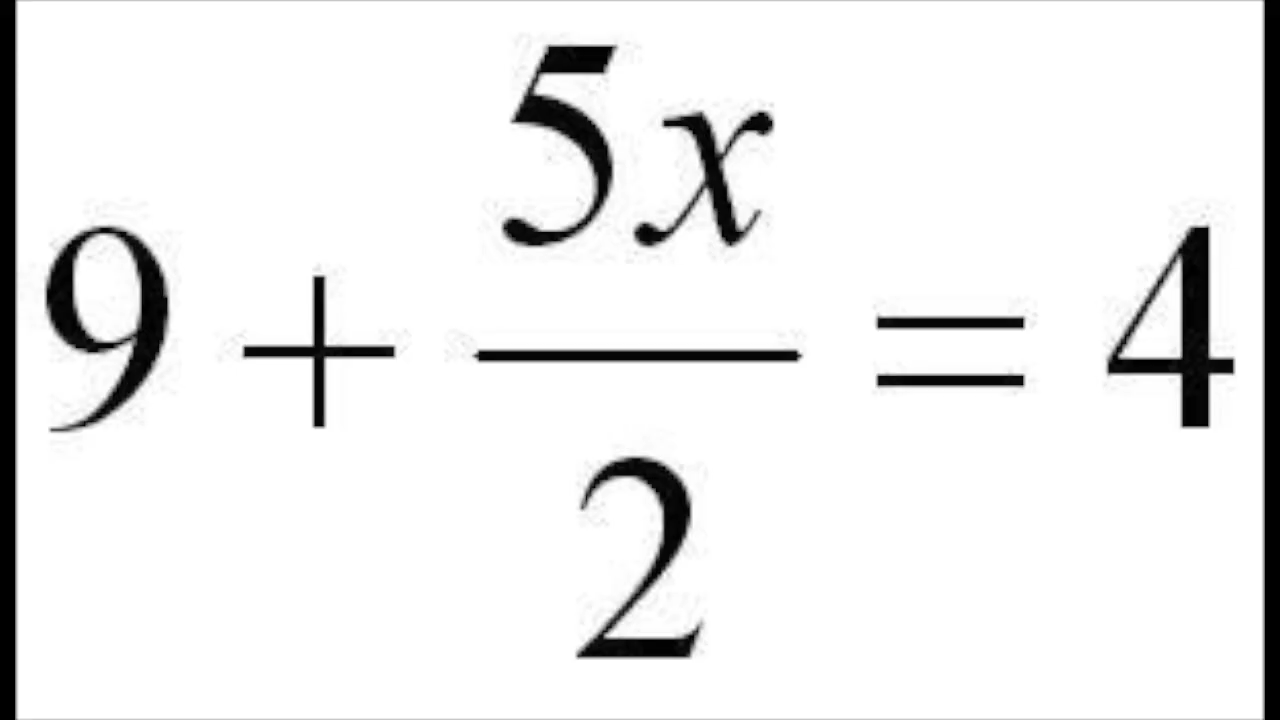 9 + 5x/2 = 4